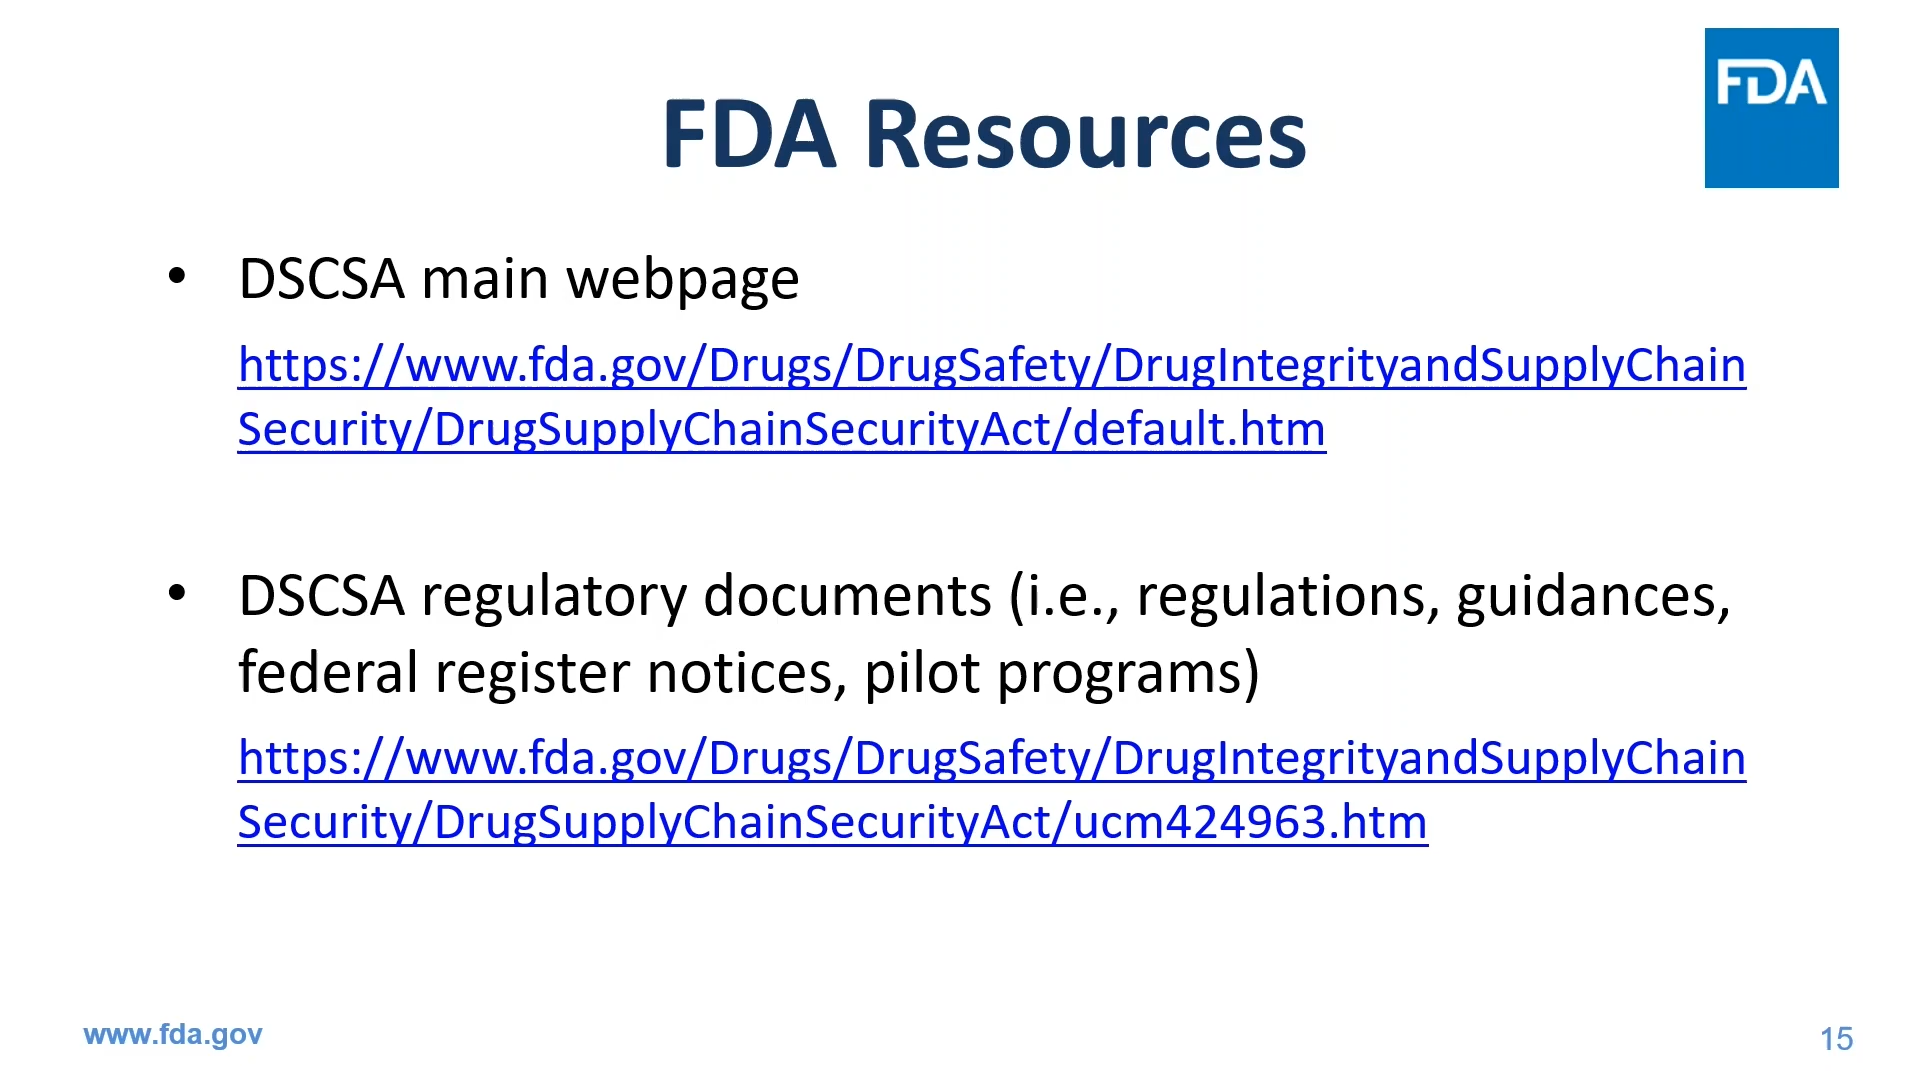 FDA
FDA Resources
• DSCSA main webpage
https://www.fda.gov/Drugs/DrugSafety/DrugIntegrityandSupplyChain
Security/DrugSupplyChainSecurityAct/default.htm
• DSCSA regulatory documents (i.e., regulations, guidances,
federal register notices, pilot programs)
https://www.fda.gov/Drugs/DrugSafety/DrugIntegrityandSupplyChain
Security/DrugSupplyChainSecurityAct/ucm424963.htm
www.fda.gov
15